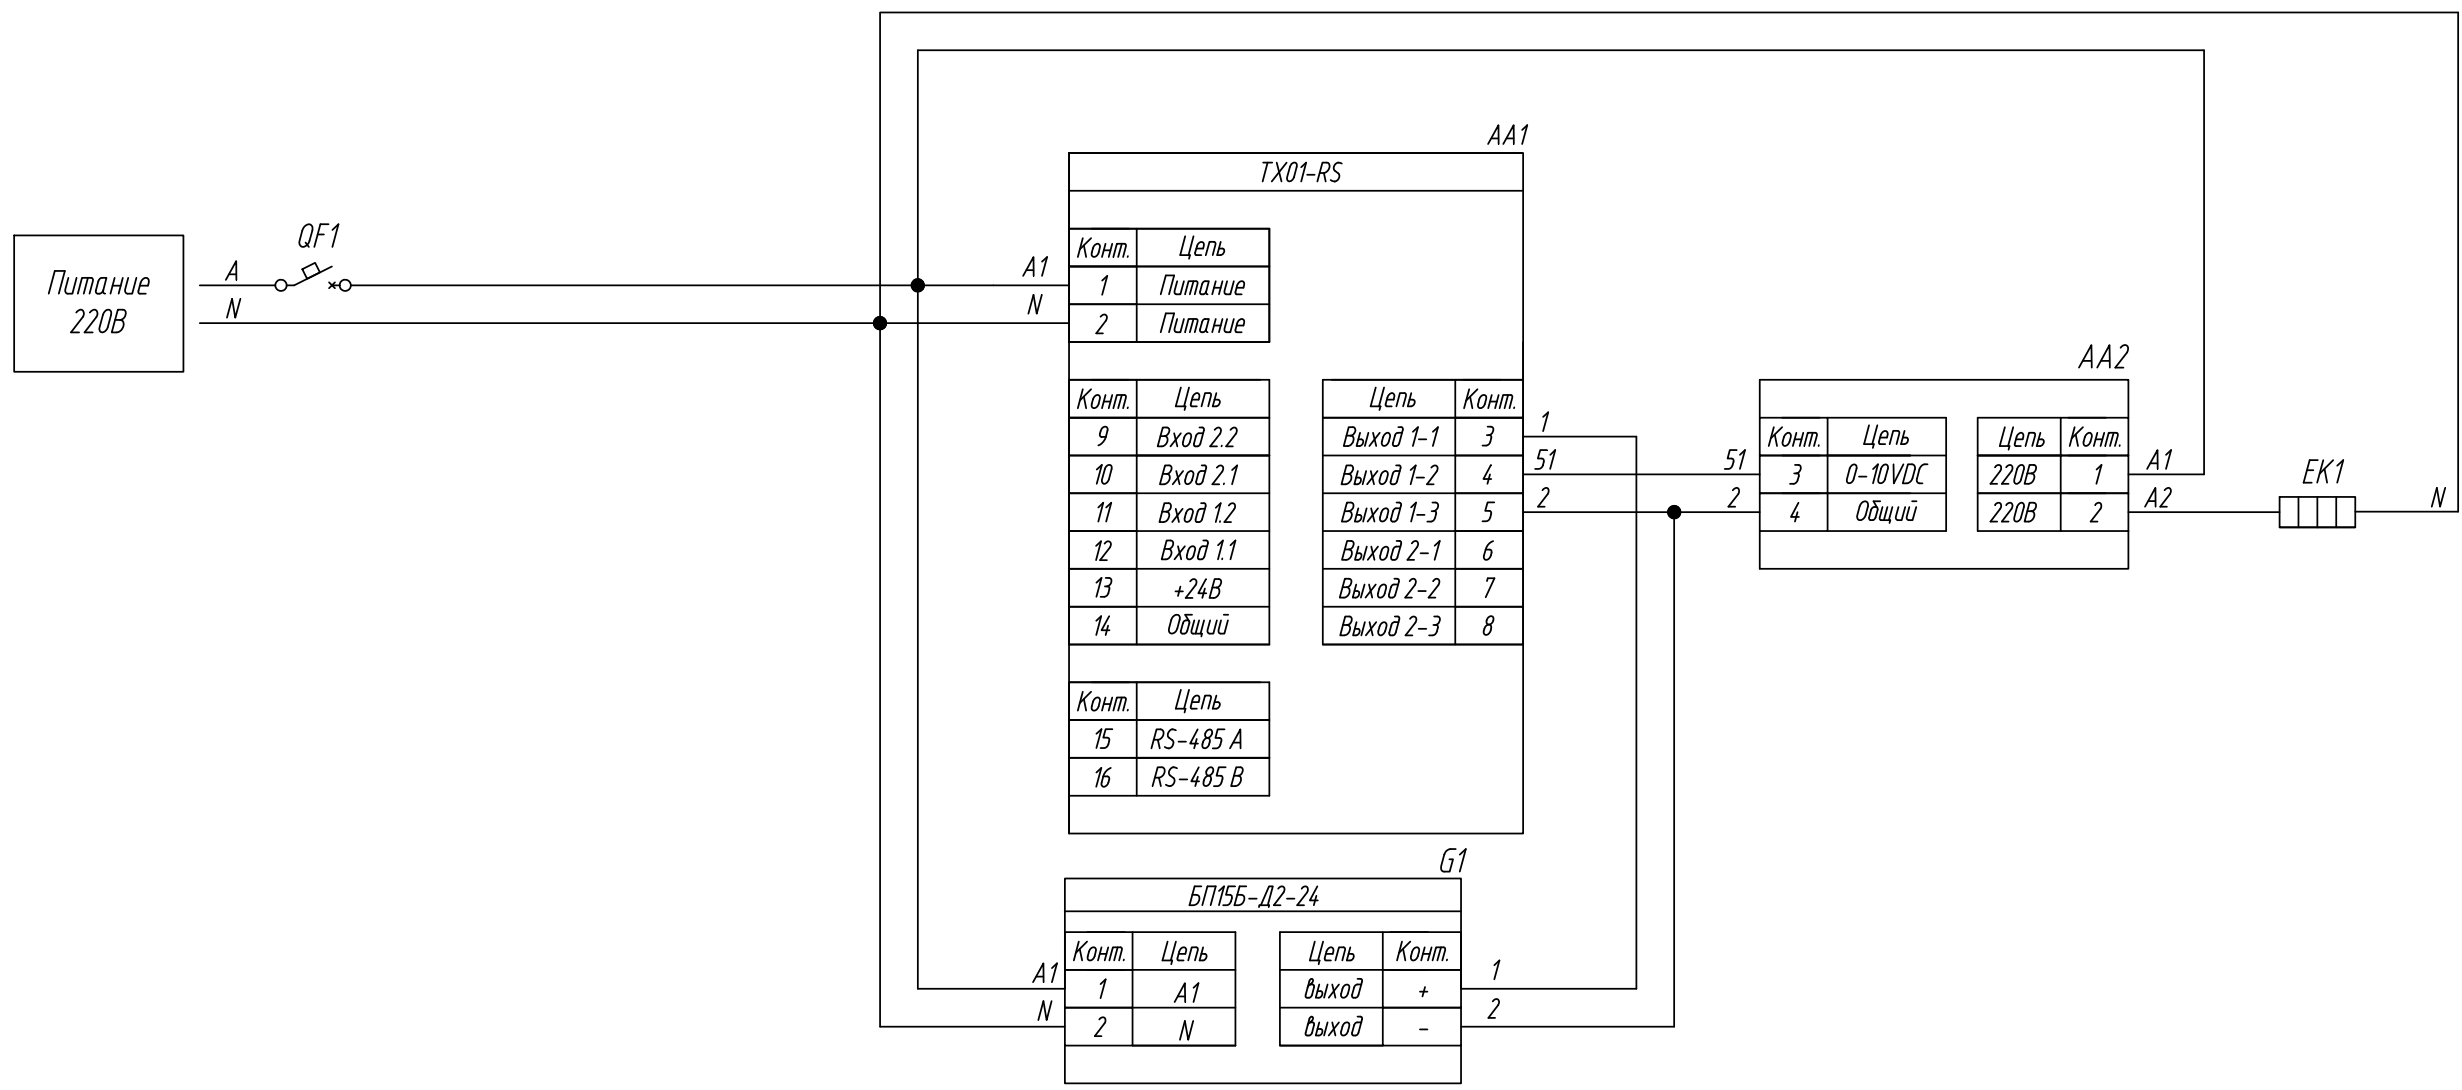 Питание
220В
A
N
QF1
A1
N
AA1
TX01-RS
Конт. Цепь
1 Питание
2 Питание
Конт. Цепь
9 Вход 2.2
10 Вход 2.1
11 Вход 1.2
12 Вход 1.1
13 +24В
14 Общий
Цепь Конт.
Выход 1-1 3
Выход 1-2 4
Выход 1-3 5
Выход 2-1 6
Выход 2-2 7
Выход 2-3 8
Конт. Цепь
15 RS-485 A
16 RS-485 B
1
51
2
51
2
AA2
Конт. Цепь
3 0-10VDC
4 Общий
Цепь Конт.
220В 1
220В 2
A1
A2
EK1
N
G1
БП15Б-Д2-24
A1
N
Конт. Цепь
1 A1
2 N
Цепь Конт.
выход +
выход -
1
2